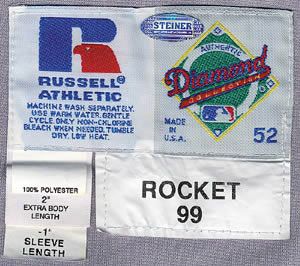 R
RUSSELL®
ATHLETIC
MACHINE WASH SEPARATELY.
USE WARM WATER. GENTLE
CYCLE. ONLY NON-CHLORINE
BLEACH WHEN NEEDED. TUMBLE
DRY. LOW HEAT.
STEINER
AUTHENTIC
Diamond
COLLECTION
MADE
IN
U.S.A.
52
100% POLYESTER
2"
EXTRA BODY
LENGTH
-1"
SLEEVE
LENGTH
ROCKET
99